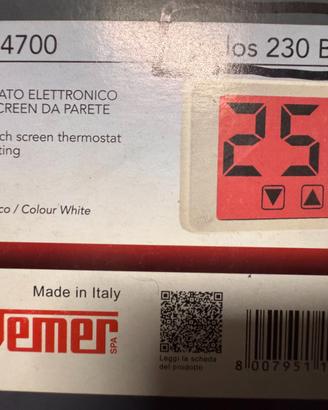 4700
los 230 B
ATO ELETTRONICO
CREEN DA PARETE
ch screen thermostat
ting
25
co / Colour White
Made in Italy
Vemer
SPA
Leggi la scheda
del prodotto
8 007951 1